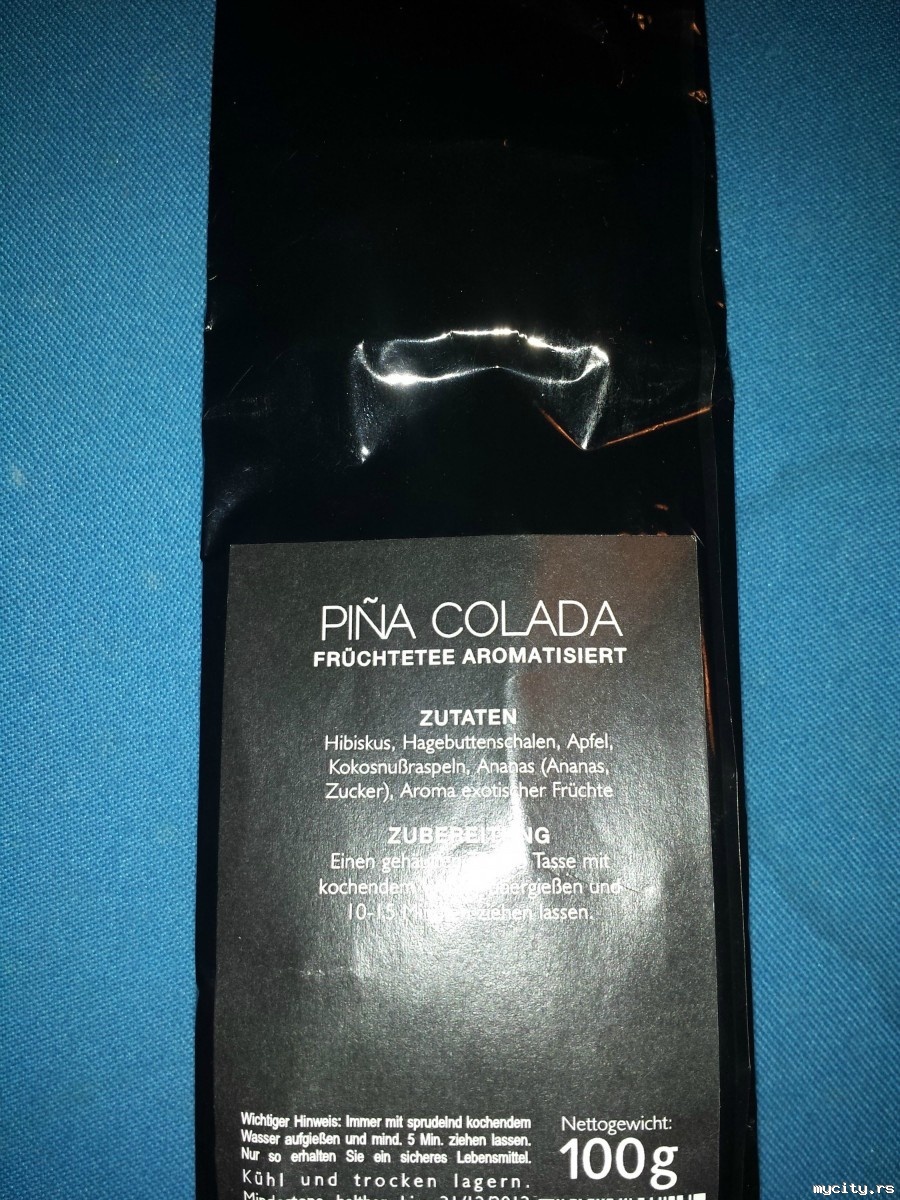 PIÑA COLADA
FRÜCHTETEE AROMATISIERT
ZUTATEN
Hibiskus, Hagebuttenschalen, Apfel,
Kokosnußraspeln, Ananas (Ananas,
Zucker), Aroma exotischer Früchte
ZUBEREITUNG
Einen Tasse mit
kochendem übergießen und
10-15 ziehen lassen.
Wichtiger Hinweis: Immer mit sprudelnd kochendem
Wasser aufgießen und mind. 5 Min. ziehen lassen.
Nur so erhalten Sie ein sicheres Lebensmittel.
Kühl und trocken lagern.
Nettogewicht:
100g
mycity.rs